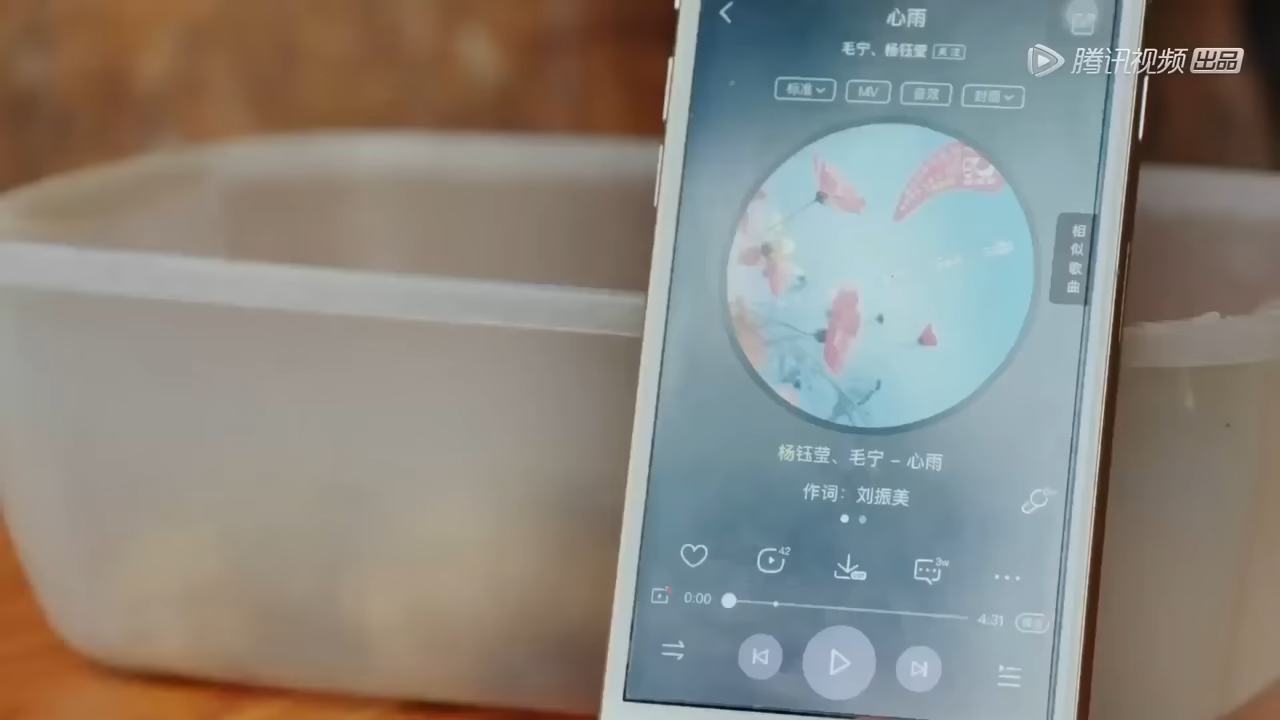 心雨
毛宁、杨钰莹 关注
腾讯视频 出品
标准 MV 音效 封面
相似歌曲
杨钰莹、毛宁 – 心雨
作词：刘振美
42
3w
0:00
4:31